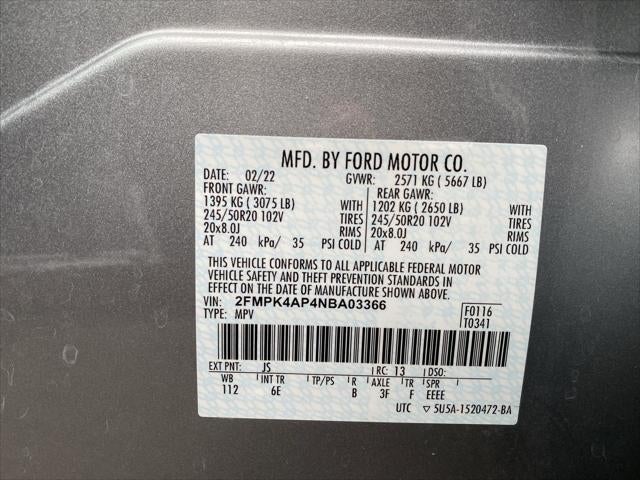 MFD. BY FORD MOTOR CO.
DATE: 02/22 GVWR: 2571 KG ( 5667 LB)
FRONT GAWR: REAR GAWR:
1395 KG ( 3075 LB) WITH 1202 KG ( 2650 LB) WITH
245/50R20 102V TIRES 245/50R20 102V TIRES
20x8.0J RIMS 20x8.0J RIMS
AT 240 kPa/ 35 PSI COLD AT 240 kPa/ 35 PSI COLD
THIS VEHICLE CONFORMS TO ALL APPLICABLE FEDERAL MOTOR
VEHICLE SAFETY AND THEFT PREVENTION STANDARDS IN
EFFECT ON THE DATE OF MANUFACTURE SHOWN ABOVE.
VIN: 2FMPK4AP4NBA03366 F0116
TYPE: MPV T0341
EXT PNT: JS RC: 13 DSO:
WB INT TR TP/PS R AXLE TR SPR
112 6E B 3F F EEEE
UTC ▽5U5A-1520472-BA